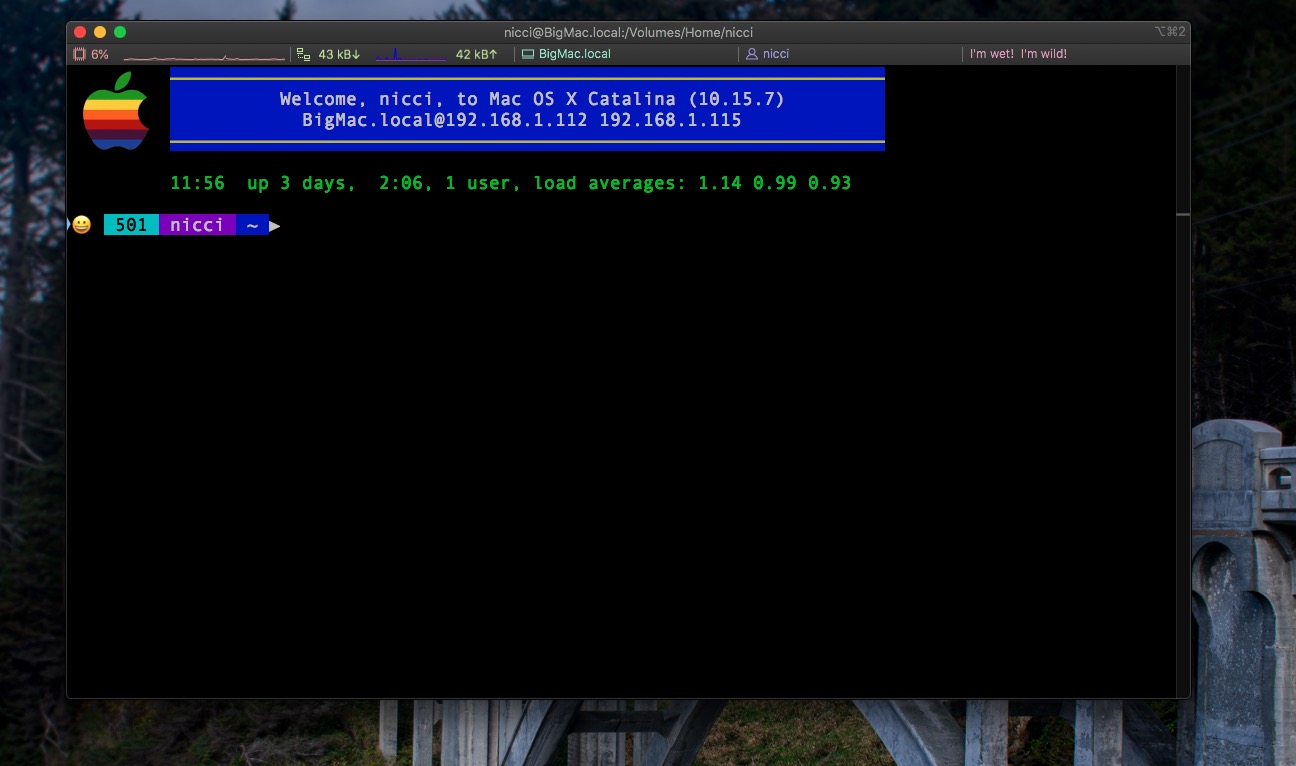 nicci@BigMac.local:/Volumes/Home/nicci
⌥⌘2
6% 43 kB↓ 42 kB↑ BigMac.local nicci I'm wet! I'm wild!
Welcome, nicci, to Mac OS X Catalina (10.15.7)
BigMac.local@192.168.1.112 192.168.1.115
11:56 up 3 days, 2:06, 1 user, load averages: 1.14 0.99 0.93
501 nicci ~